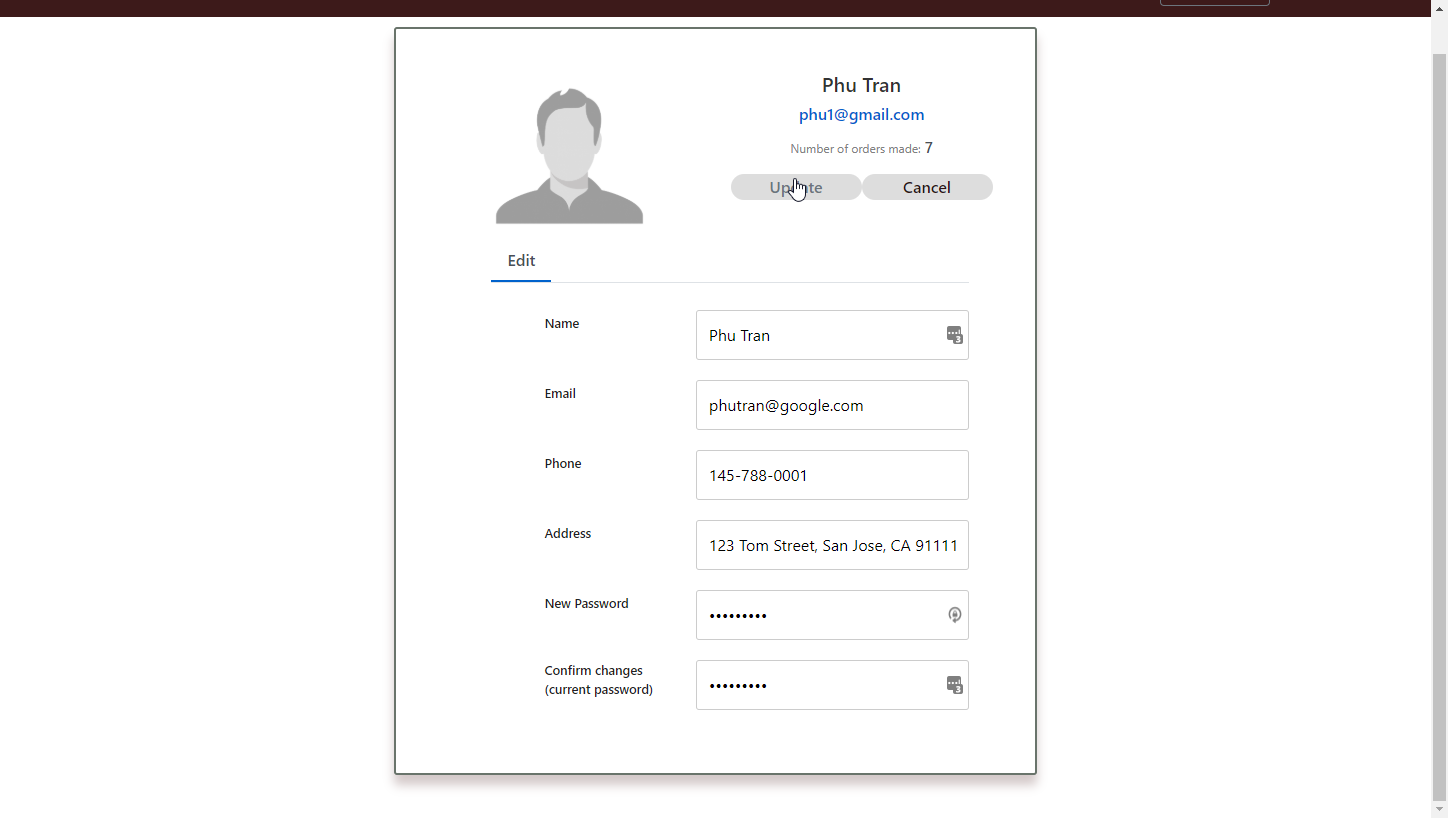 Phu Tran
phu1@gmail.com
Number of orders made: 7
Update Cancel
Edit
Name Phu Tran
Email phutran@google.com
Phone 145-788-0001
Address 123 Tom Street, San Jose, CA 91111
New Password •••••••••
Confirm changes
(current password) •••••••••